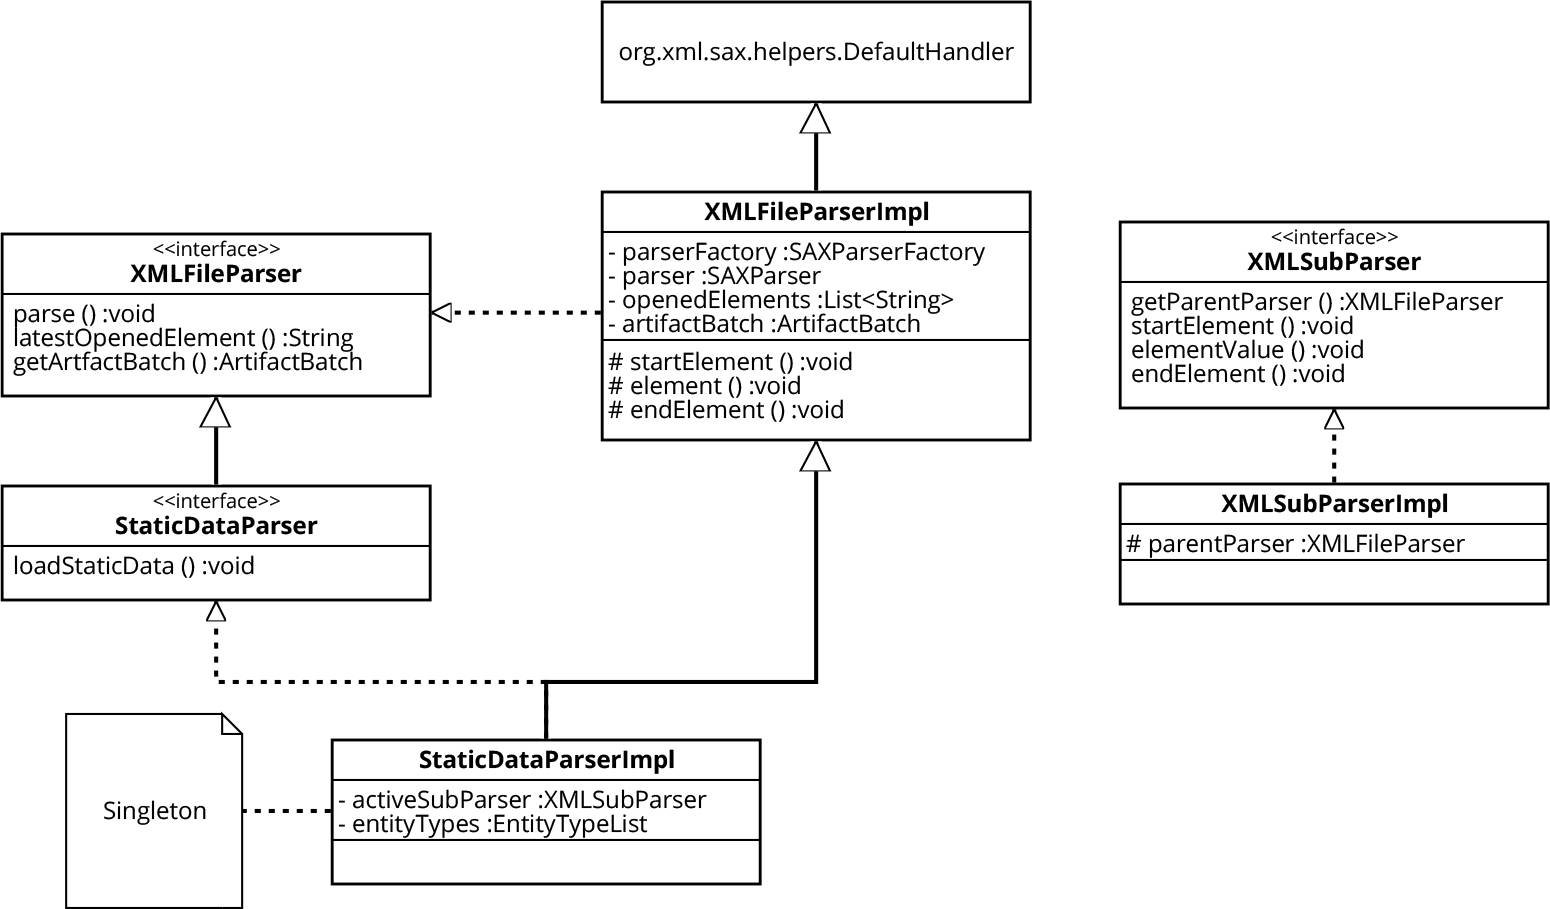 org.xml.sax.helpers.DefaultHandler
XMLFileParserImpl
- parserFactory :SAXParserFactory
- parser :SAXParser
- openedElements :List<String>
- artifactBatch :ArtifactBatch
# startElement () :void
# element () :void
# endElement () :void
<<interface>>
XMLFileParser
parse () :void
latestOpenedElement () :String
getArtfactBatch () :ArtifactBatch
<<interface>>
XMLSubParser
getParentParser () :XMLFileParser
startElement () :void
elementValue () :void
endElement () :void
<<interface>>
StaticDataParser
loadStaticData () :void
XMLSubParserImpl
# parentParser :XMLFileParser
Singleton
StaticDataParserImpl
- activeSubParser :XMLSubParser
- entityTypes :EntityTypeList